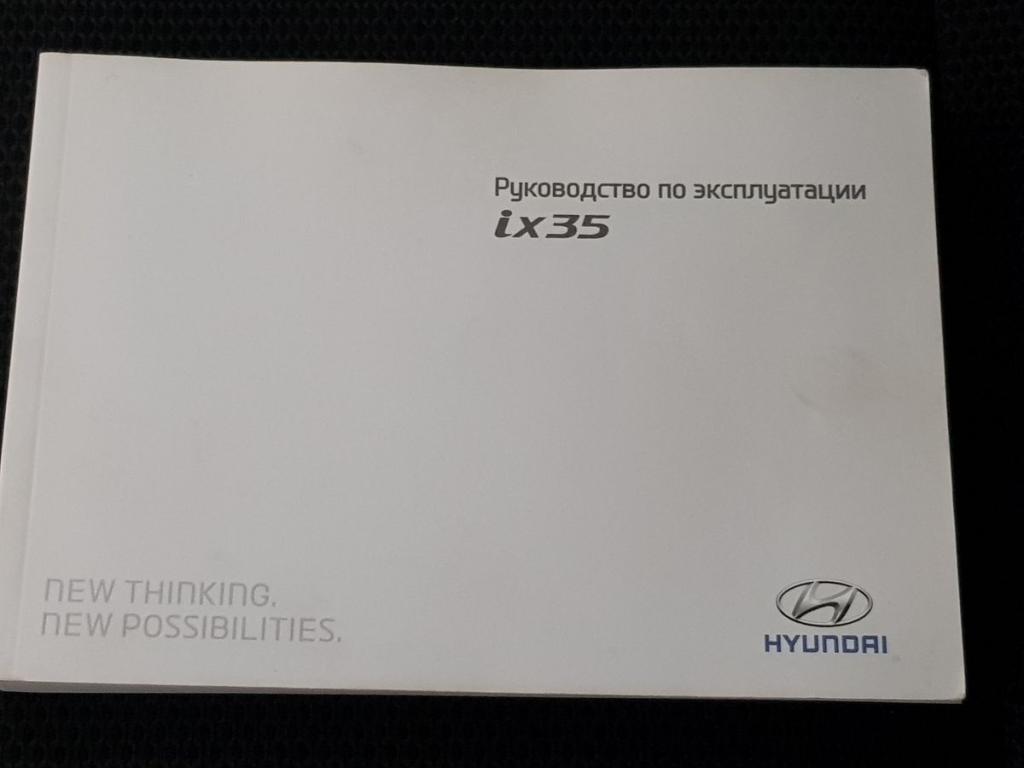 Руководство по эксплуатации
ix35
NEW THINKING.
NEW POSSIBILITIES.
HYUNDAI